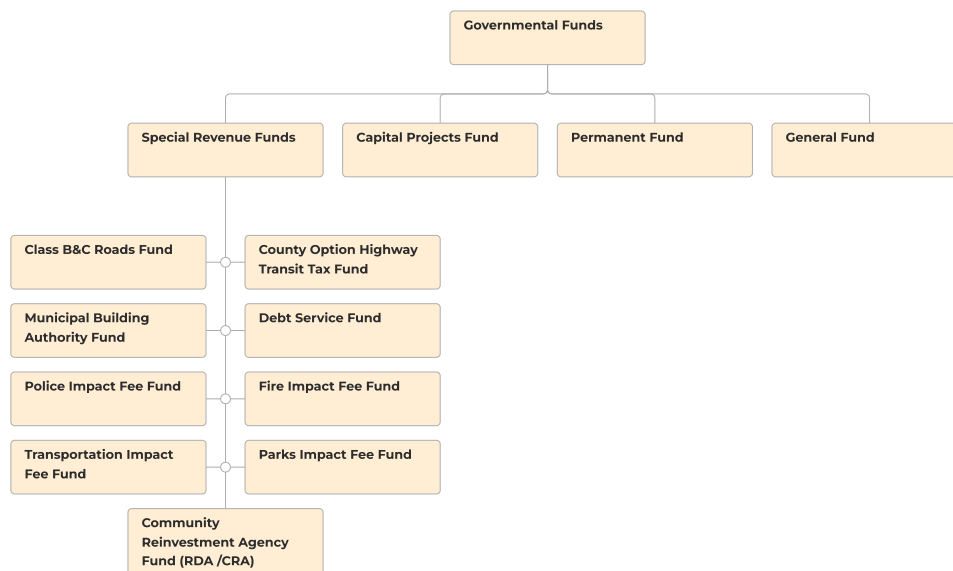 Governmental Funds
Special Revenue Funds
Capital Projects Fund
Permanent Fund
General Fund
Class B&C Roads Fund
County Option Highway
Transit Tax Fund
Municipal Building
Authority Fund
Debt Service Fund
Police Impact Fee Fund
Fire Impact Fee Fund
Transportation Impact
Fee Fund
Parks Impact Fee Fund
Community
Reinvestment Agency
Fund (RDA /CRA)